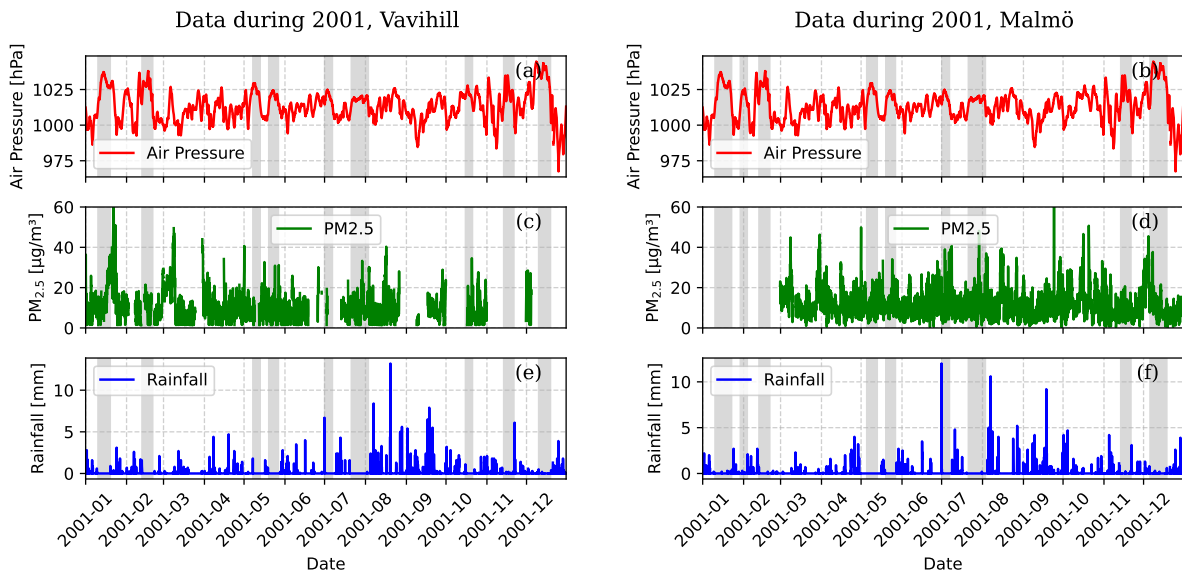 Data during 2001, Vavihill
Air Pressure [hPa]
1025
1000
975
(a)
Air Pressure
PM2.5 [µg/m³]
60
40
20
0
(c)
PM2.5
Rainfall [mm]
10
5
0
(e)
Rainfall
2001-01
2001-02
2001-03
2001-04
2001-05
2001-06
2001-07
2001-08
2001-09
2001-10
2001-11
2001-12
Date
Data during 2001, Malmö
Air Pressure [hPa]
1025
1000
975
(b)
Air Pressure
PM2.5 [µg/m³]
60
40
20
0
(d)
PM2.5
Rainfall [mm]
10
5
0
(f)
Rainfall
2001-01
2001-02
2001-03
2001-04
2001-05
2001-06
2001-07
2001-08
2001-09
2001-10
2001-11
2001-12
Date